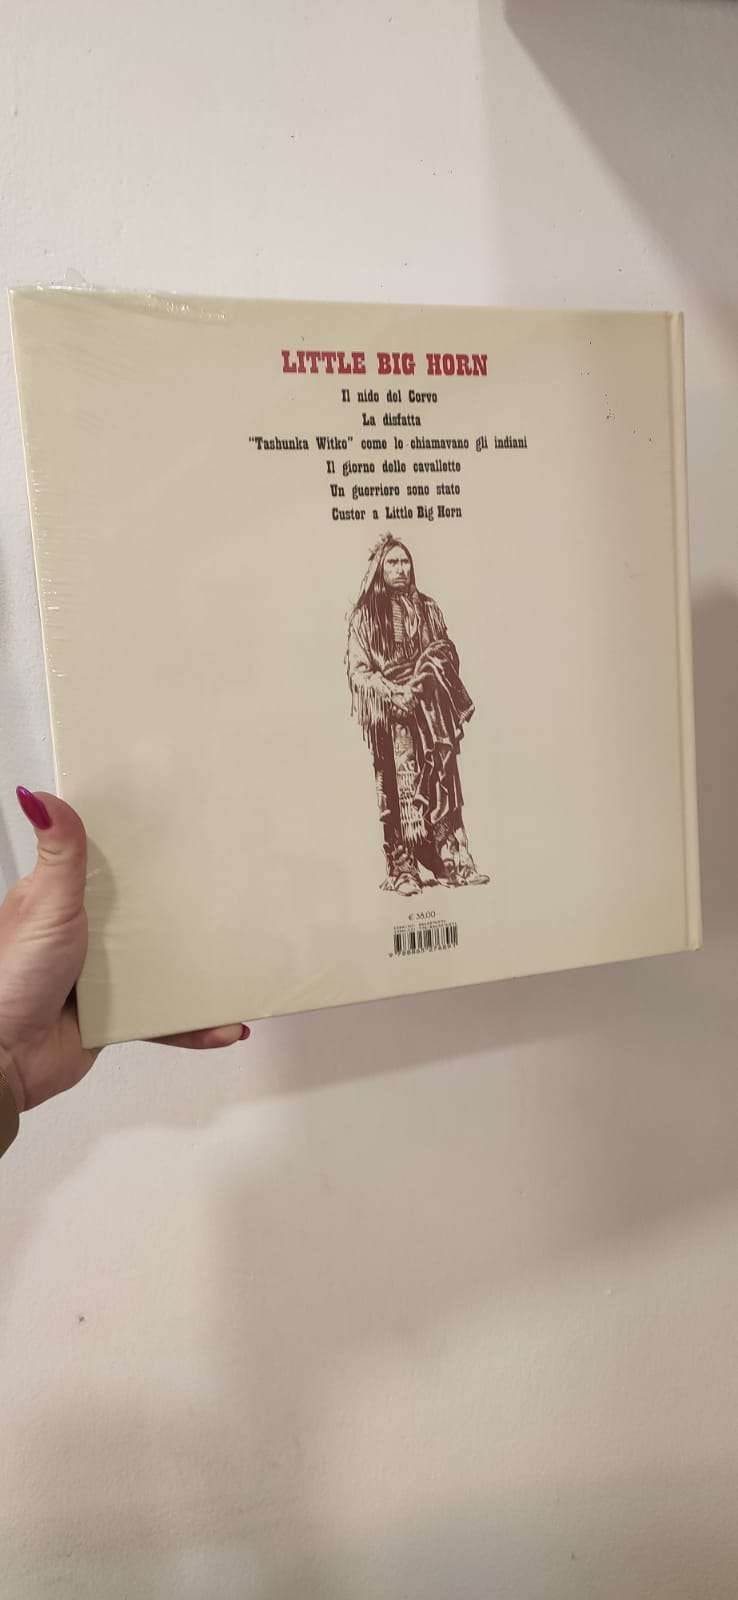 LITTLE BIG HORN
Il nido del Corvo
La disfatta
"Tashunka Witko" come lo chiamavano gli indiani
Il giorno delle cavallette
Un guerriero sono stato
Custer a Little Big Horn
€ 38,00